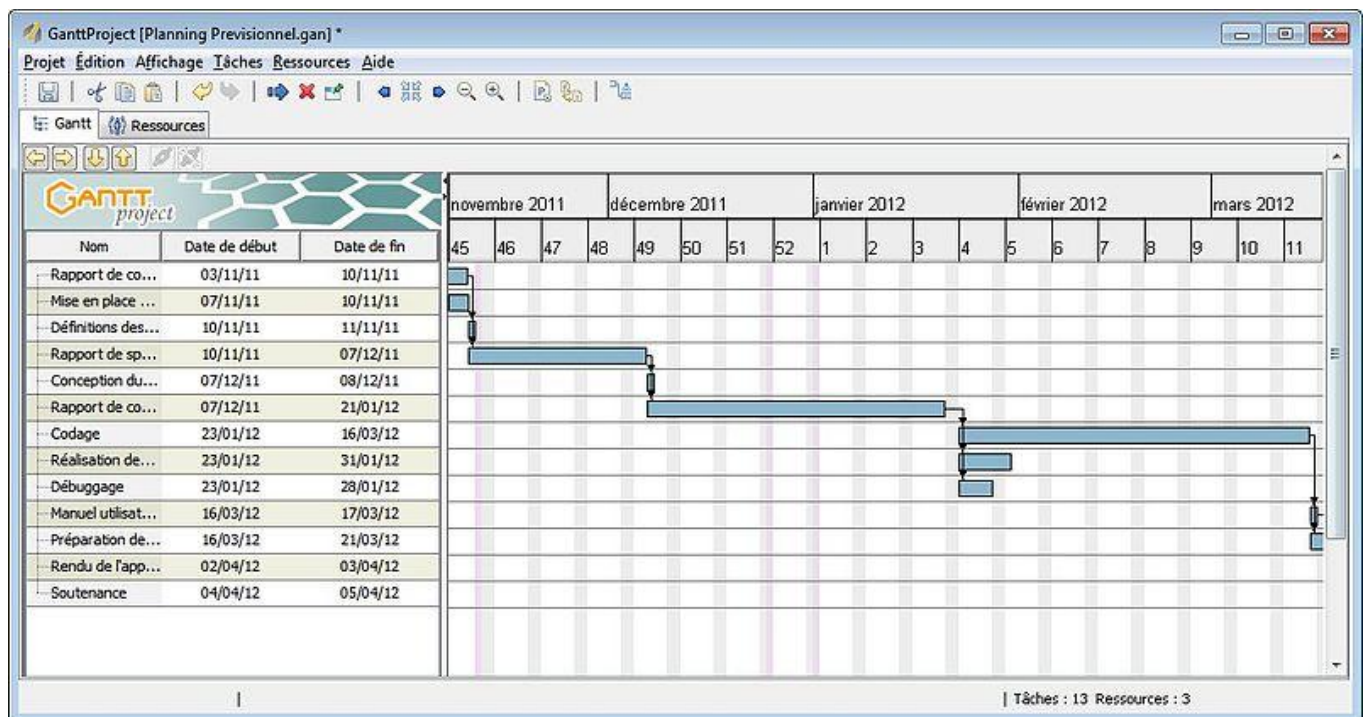 GanttProject [Planning Previsionnel.gan] *
Projet Édition Affichage Tâches Ressources Aide
Gantt Ressources
GANTT project
novembre 2011 décembre 2011 janvier 2012 février 2012 mars 2012
Nom Date de début Date de fin 45 46 47 48 49 50 51 52 1 2 3 4 5 6 7 8 9 10 11
Rapport de co... 03/11/11 10/11/11
Mise en place ... 07/11/11 10/11/11
Définitions des... 10/11/11 11/11/11
Rapport de sp... 10/11/11 07/12/11
Conception du... 07/12/11 08/12/11
Rapport de co... 07/12/11 21/01/12
Codage 23/01/12 16/03/12
Réalisation de... 23/01/12 31/01/12
Débuggage 23/01/12 28/01/12
Manuel utilisat... 16/03/12 17/03/12
Préparation de... 16/03/12 21/03/12
Rendu de l'app... 02/04/12 03/04/12
Soutenance 04/04/12 05/04/12
Tâches : 13 Ressources : 3